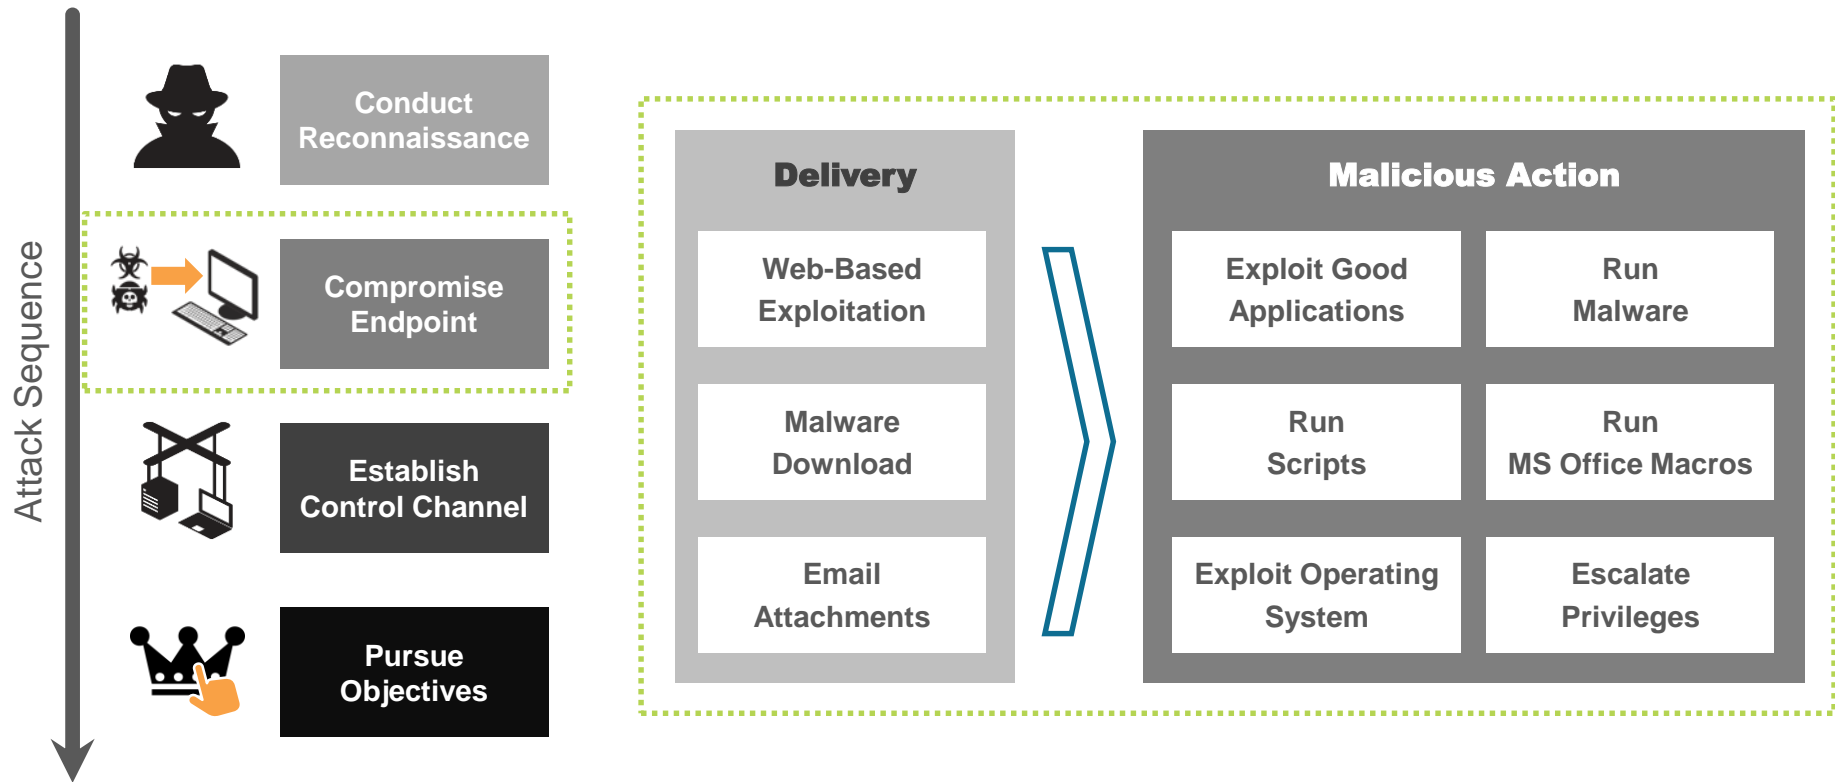 Attack Sequence
Conduct
Reconnaissance
Compromise
Endpoint
Establish
Control Channel
Pursue
Objectives
Delivery
Web-Based
Exploitation
Malware
Download
Email
Attachments
Malicious Action
Exploit Good
Applications
Run
Malware
Run
Scripts
Run
MS Office Macros
Exploit Operating
System
Escalate
Privileges